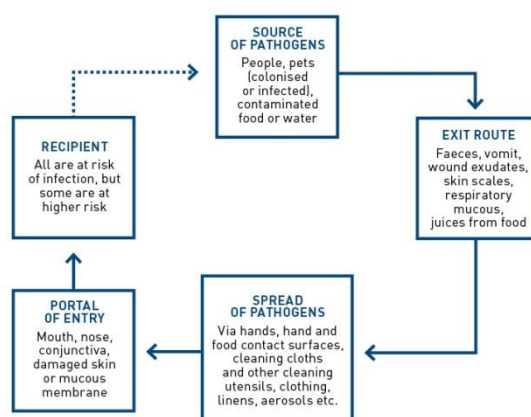 SOURCE
OF PATHOGENS
People, pets
(colonised
or infected),
contaminated
food or water
EXIT ROUTE
Faeces, vomit,
wound exudates,
skin scales,
respiratory
mucous,
juices from food
SPREAD
OF PATHOGENS
Via hands, hand and
food contact surfaces,
cleaning cloths
and other cleaning
utensils, clothing,
linens, aerosols etc.
PORTAL
OF ENTRY
Mouth, nose,
conjunctiva,
damaged skin
or mucous
membrane
RECIPIENT
All are at risk
of infection, but
some are at
higher risk